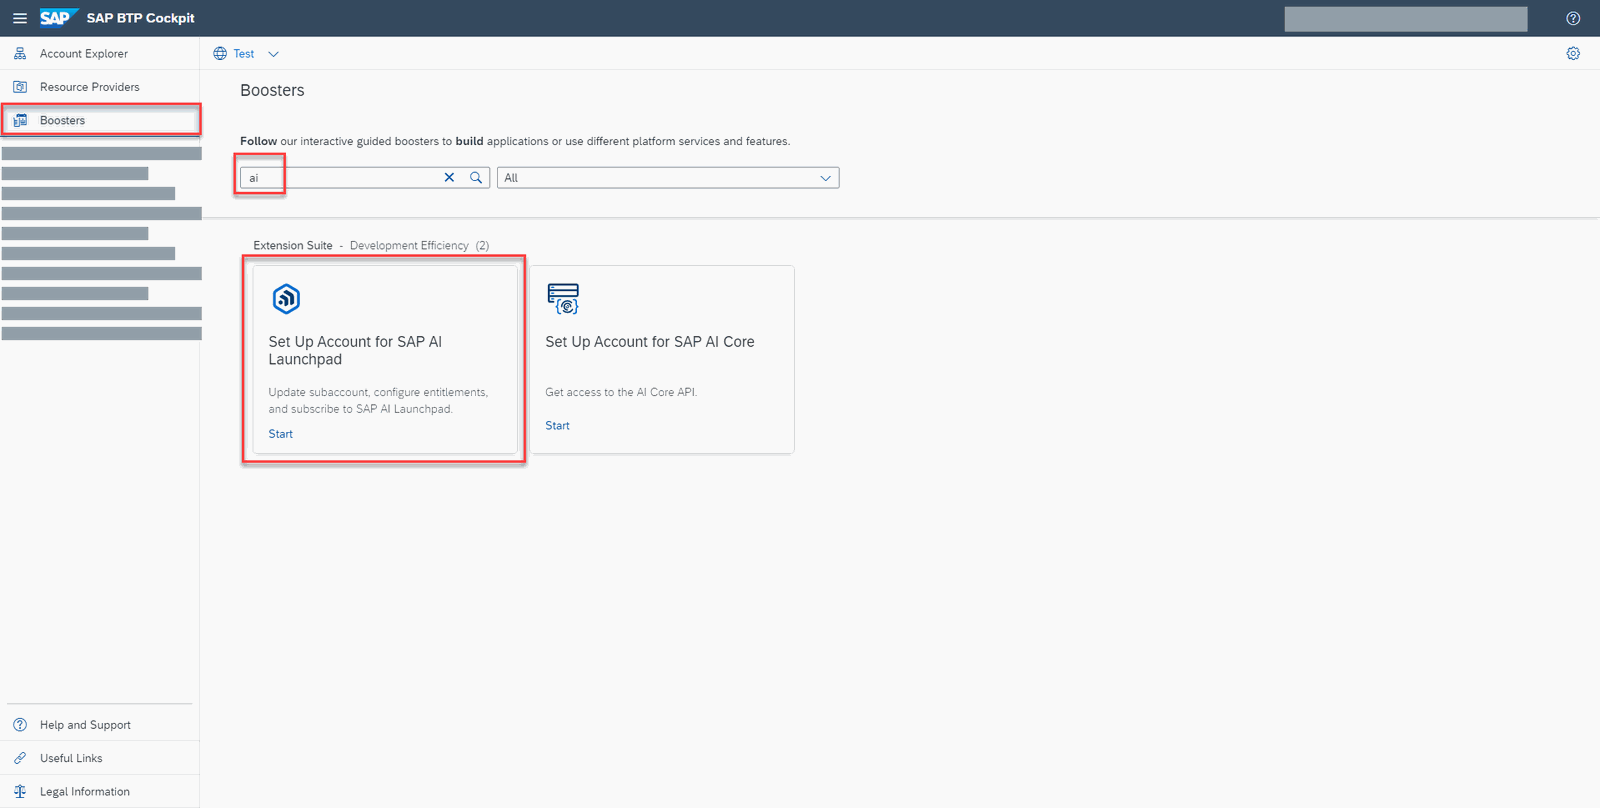 SAP SAP BTP Cockpit
Account Explorer
Resource Providers
Boosters
Help and Support
Useful Links
Legal Information
Test
Boosters
Follow our interactive guided boosters to build applications or use different platform services and features.
ai
All
Extension Suite - Development Efficiency (2)
Set Up Account for SAP AI
Launchpad
Update subaccount, configure entitlements,
and subscribe to SAP AI Launchpad.
Start
Set Up Account for SAP AI Core
Get access to the AI Core API.
Start